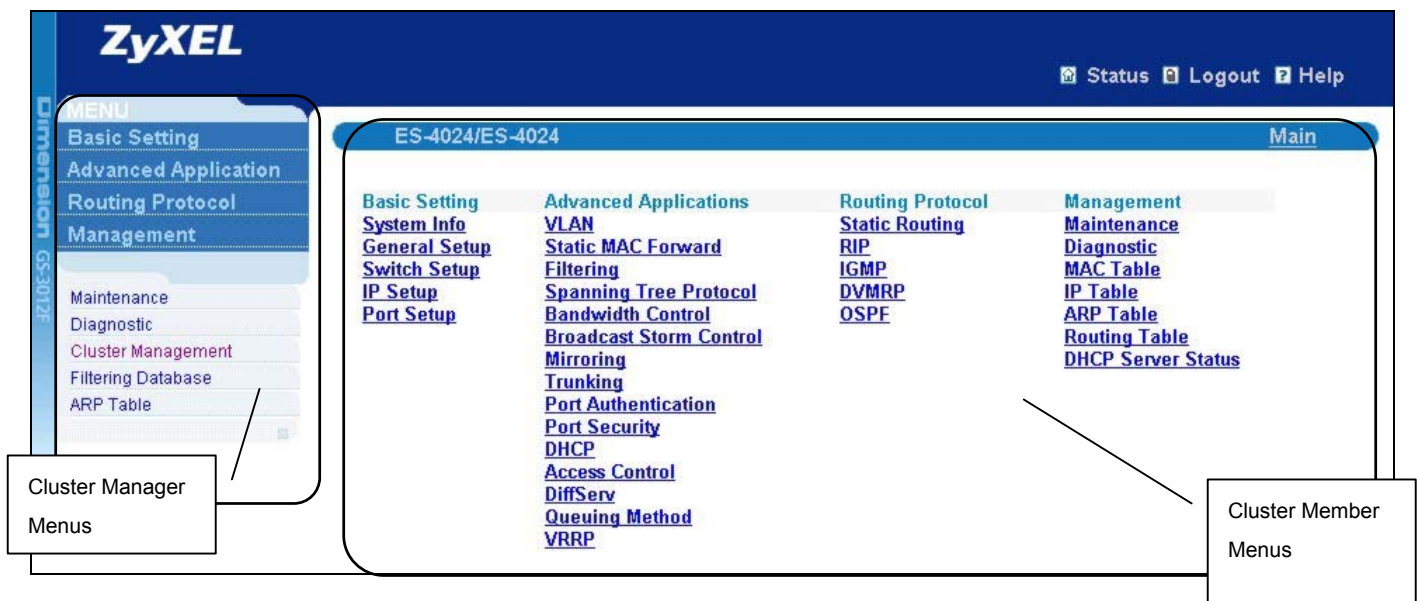 ZyXEL
Status Logout Help
Dimension GS-3012F
MENU
Basic Setting
Advanced Application
Routing Protocol
Management
Maintenance
Diagnostic
Cluster Management
Filtering Database
ARP Table
Cluster Manager
Menus
ES-4024/ES-4024 Main
Basic Setting
System Info
General Setup
Switch Setup
IP Setup
Port Setup
Advanced Applications
VLAN
Static MAC Forward
Filtering
Spanning Tree Protocol
Bandwidth Control
Broadcast Storm Control
Mirroring
Trunking
Port Authentication
Port Security
DHCP
Access Control
DiffServ
Queuing Method
VRRP
Routing Protocol
Static Routing
RIP
IGMP
DVMRP
OSPF
Management
Maintenance
Diagnostic
MAC Table
IP Table
ARP Table
Routing Table
DHCP Server Status
Cluster Member
Menus